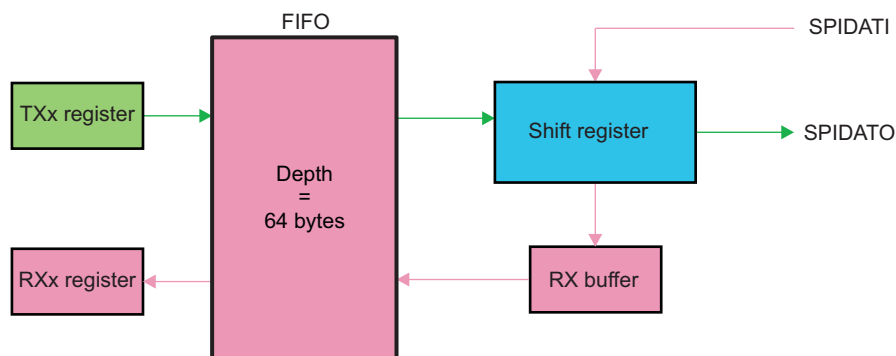 FIFO
SPIDATI
TXx register
Shift register
SPIDATO
Depth
=
64 bytes
RXx register
RX buffer